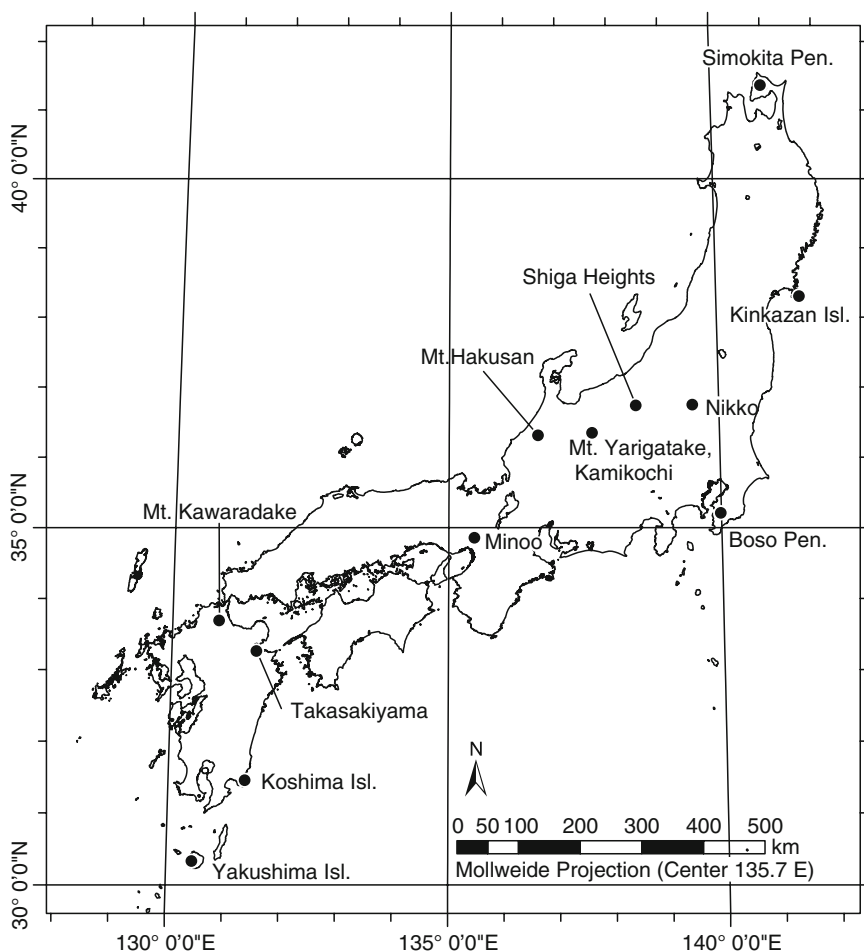 Simokita Pen.
40° 0'0"N
Shiga Heights
Kinkazan Isl.
Mt.Hakusan
Nikko
Mt. Yarigatake,
Kamikochi
Mt. Kawaradake
35° 0'0"N
Minoo
Boso Pen.
Takasakiyama
N
Koshima Isl.
0 50 100 200 300 400 500
km
Mollweide Projection (Center 135.7 E)
Yakushima Isl.
30° 0'0"N
130° 0'0"E 135° 0'0"E 140° 0'0"E